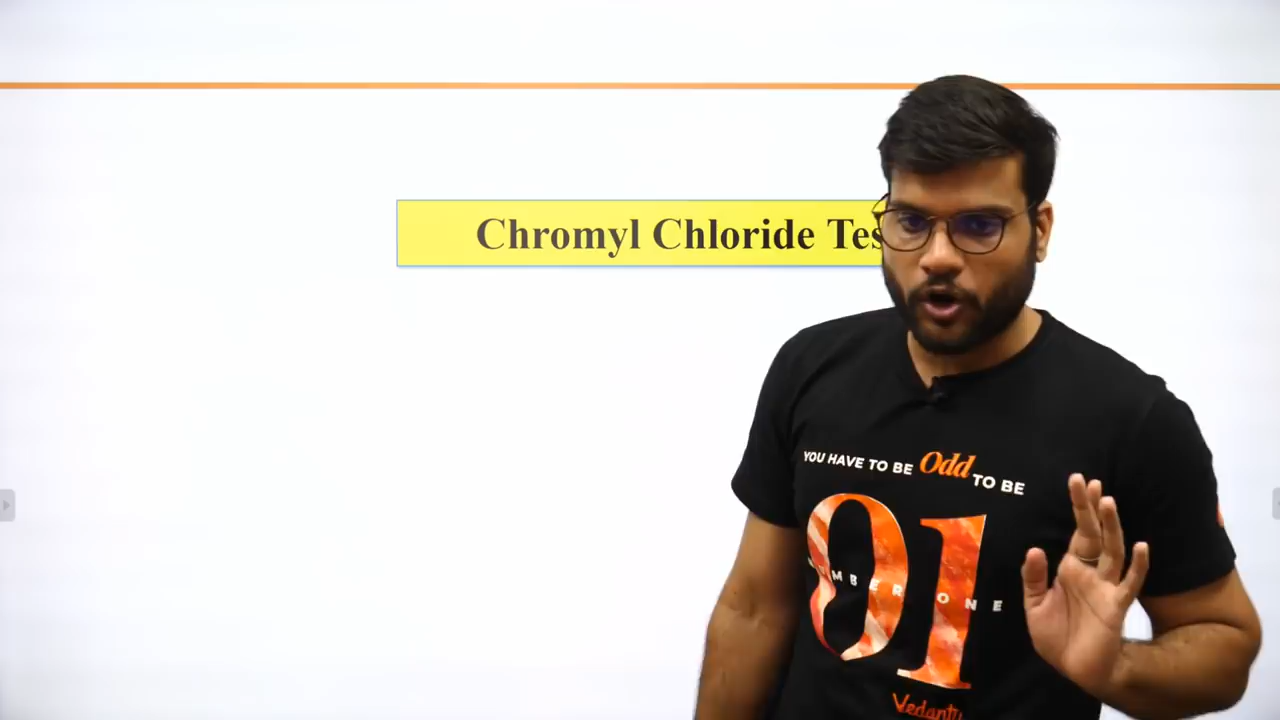 Chromyl Chloride Tes
YOU HAVE TO BE Odd TO BE
01
NUMBER ONE
Vedantu